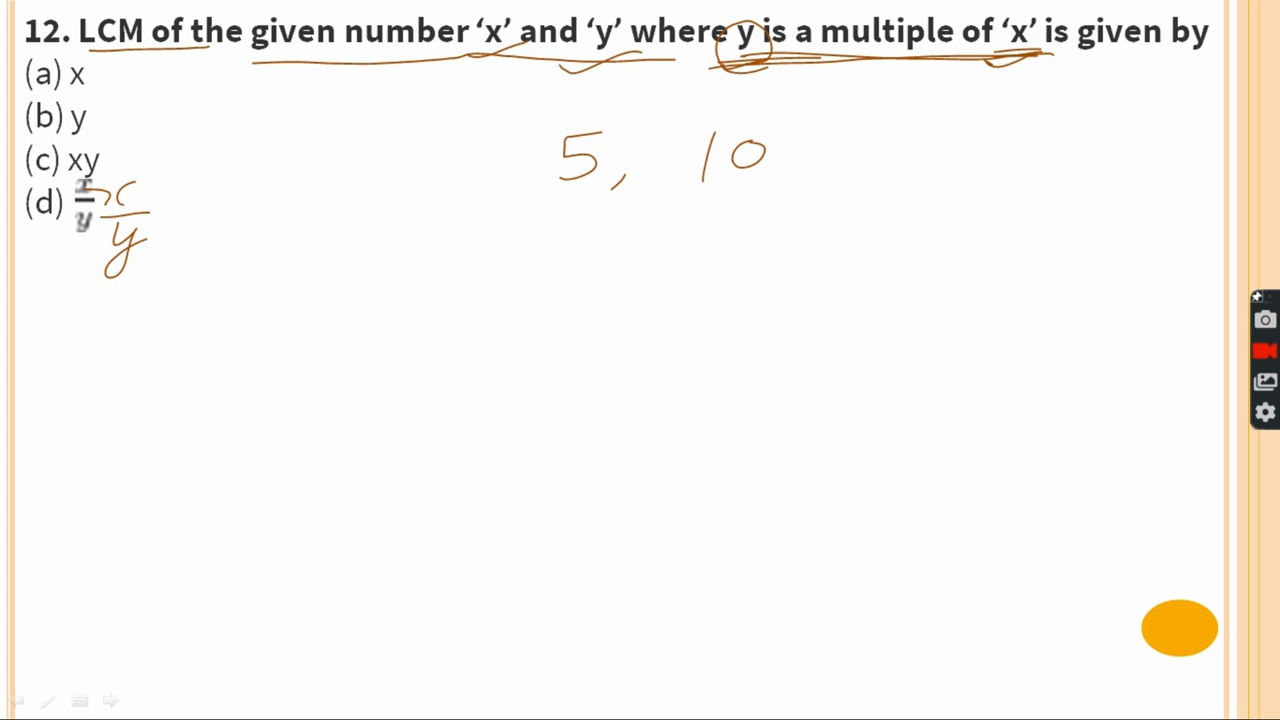 12. LCM of the given number ‘x’ and ‘y’ where y is a multiple of ‘x’ is given by
(a) x
(b) y
(c) xy
(d) x/y x/y
5, 10